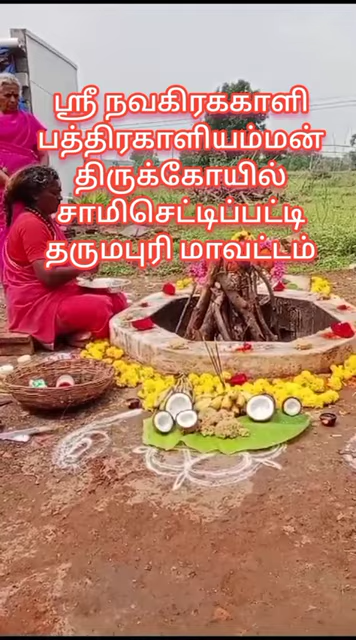 ஸ்ரீ நவகிரககாளி
பத்திரகாளியம்மன்
திருக்கோயில்
சாமிசெட்டிப்பட்டி
தருமபுரி மாவட்டம்